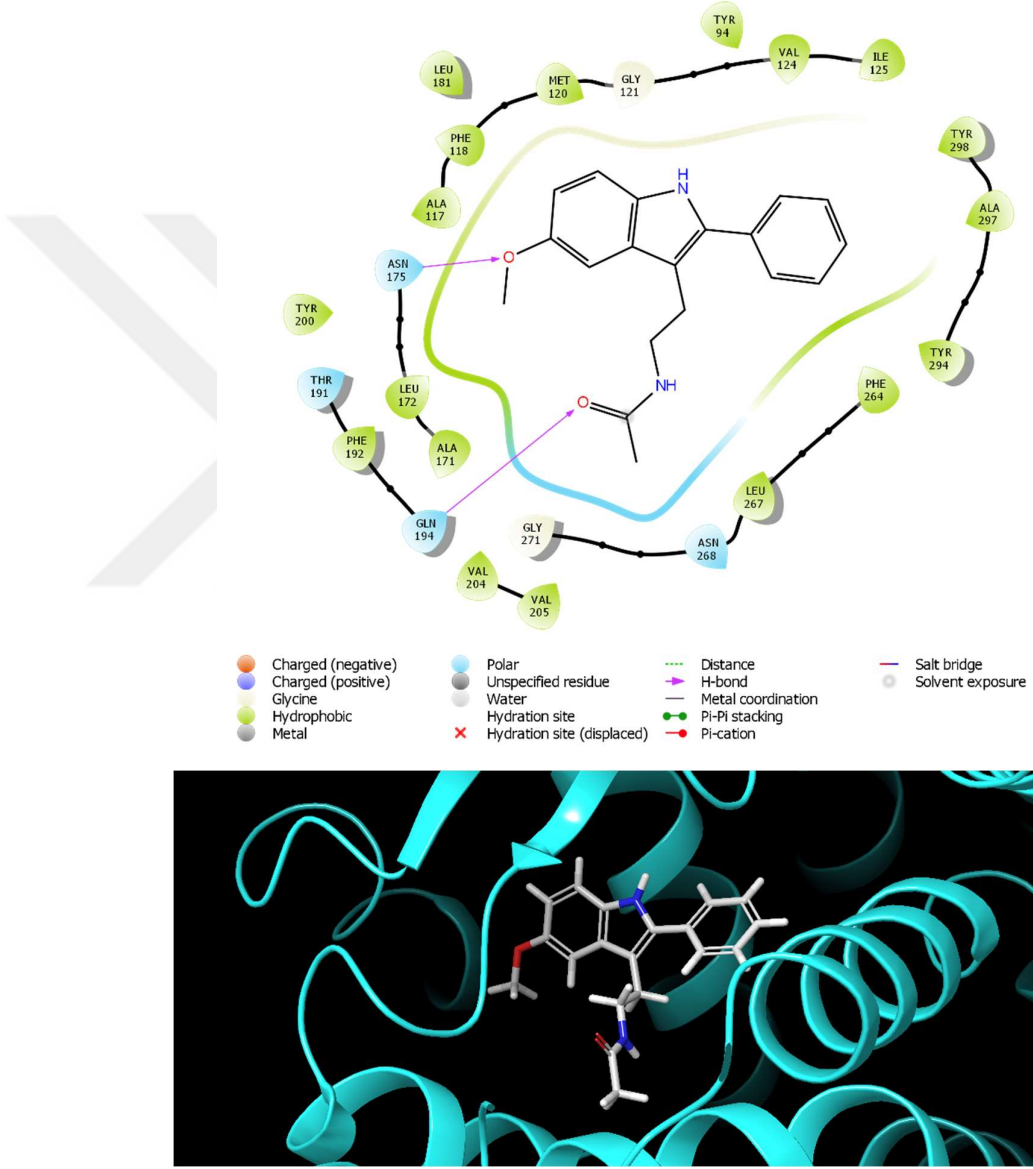 TYR
94
VAL
124
ILE
125
LEU
181
MET
120
GLY
121
PHE
118
TYR
298
ALA
117
ALA
297
ASN
175
O
H
N
TYR
200
THR
191
LEU
172
PHE
192
ALA
171
GLN
194
O
NH
TYR
294
PHE
264
LEU
267
ASN
268
GLY
271
VAL
204
VAL
205
Charged (negative)
Charged (positive)
Glycine
Hydrophobic
Metal
Polar
Unspecified residue
Water
Hydration site
Hydration site (displaced)
Distance
H-bond
Metal coordination
Pi-Pi stacking
Pi-cation
Salt bridge
Solvent exposure